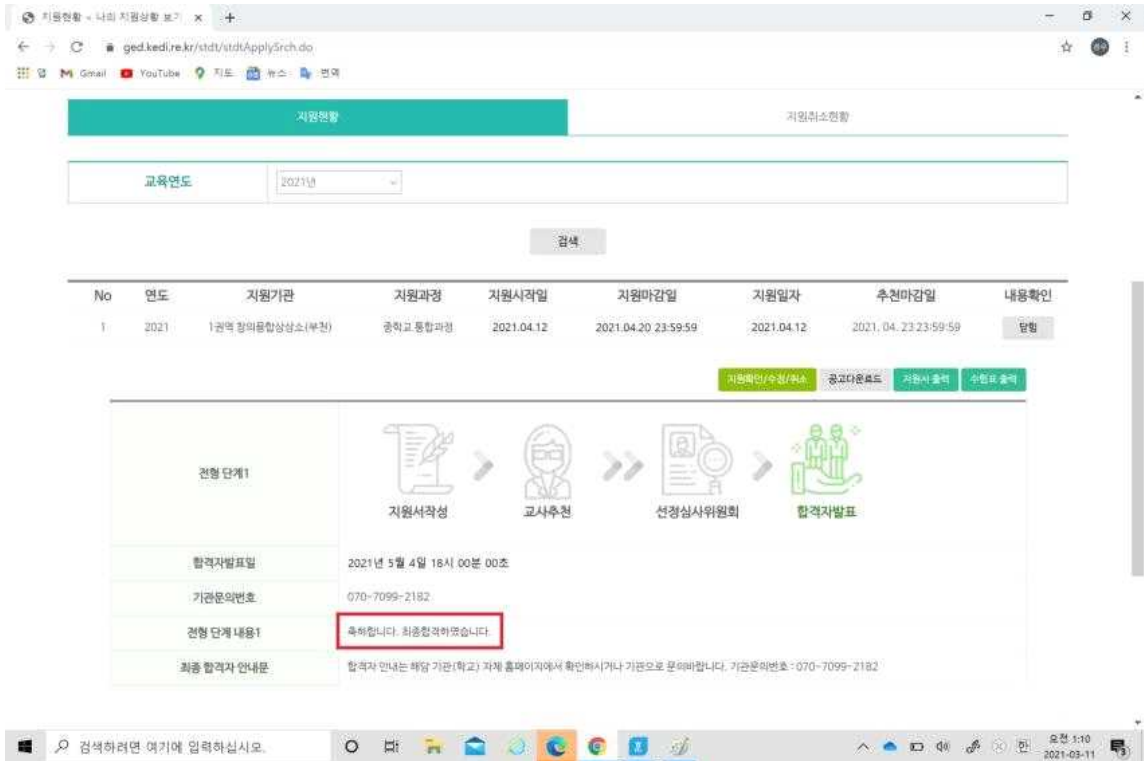 지원현황 - 나의 지원상황 보기
ged.kedi.re.kr/stdt/stdtApplySrch.do
앱 Gmail YouTube 지도 뉴스 번역
지원현황 지원취소현황
교육연도 2021년
검색
No 연도 지원기관 지원과정 지원시작일 지원마감일 지원일자 추천마감일 내용확인
1 2021 1권역 창의융합상상소(부천) 중학교 통합과정 2021.04.12 2021.04.20 23:59:59 2021.04.12 2021. 04. 23 23:59:59 닫힘
지원확인/수정/취소 공고다운로드 지원서 출력 수험표 출력
전형 단계1
지원서작성 교사추천 선정심사위원회 합격자발표
합격자발표일 2021년 5월 4일 18시 00분 00초
기관문의번호 070-7099-2182
전형 단계 내용1 축하합니다. 최종합격하였습니다.
최종 합격자 안내문 합격자 안내는 해당 기관(학교) 자체 홈페이지에서 확인하시거나 기관으로 문의바랍니다. 기관문의번호 : 070-7099-2182
검색하려면 여기에 입력하십시오.
한
오전 1:10
2021-03-11